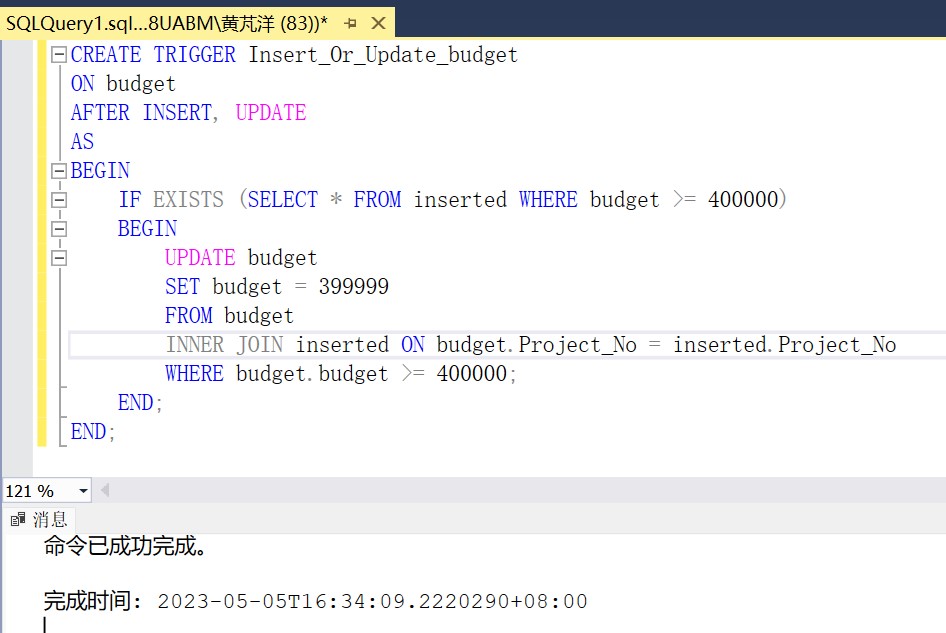 SQLQuery1.sql...8UABM\黄芃洋 (83))*
CREATE TRIGGER Insert_Or_Update_budget
ON budget
AFTER INSERT, UPDATE
AS
BEGIN
    IF EXISTS (SELECT * FROM inserted WHERE budget >= 400000)
    BEGIN
        UPDATE budget
        SET budget = 399999
        FROM budget
        INNER JOIN inserted ON budget.Project_No = inserted.Project_No
        WHERE budget.budget >= 400000;
    END;
END;
121 %
消息
命令已成功完成。
完成时间: 2023-05-05T16:34:09.2220290+08:00